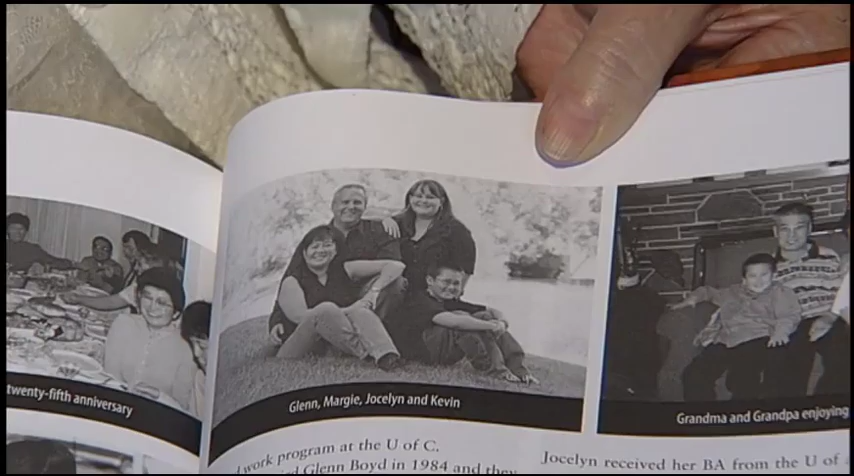 twenty-fifth anniversary
Glenn, Margie, Jocelyn and Kevin
Grandma and Grandpa enjoying
work program at the U of C.
Glenn Boyd in 1984 and they
Jocelyn received her BA from the U of